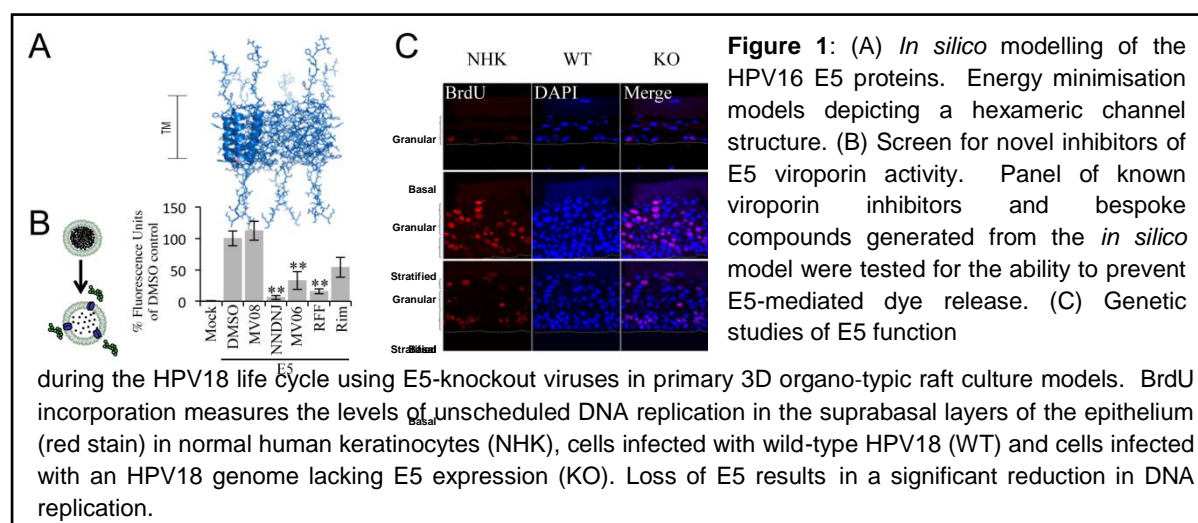 A
TM
B
% Fluorescence Units
of DMSO control
150
100
50
0
**
**
**
Mock
DMSO
MV08
NNDNJ
MV06
RFF
Rim
E5
C
NHK WT KO
BrdU DAPI Merge
Granular
Basal
Granular
Stratified
Granular
Basal
Figure 1: (A) In silico modelling of the
HPV16 E5 proteins. Energy minimisation
models depicting a hexameric channel
structure. (B) Screen for novel inhibitors of
E5 viroporin activity. Panel of known
viroporin inhibitors and bespoke
compounds generated from the in silico
model were tested for the ability to prevent
E5-mediated dye release. (C) Genetic
studies of E5 function
during the HPV18 life cycle using E5-knockout viruses in primary 3D organo-typic raft culture models. BrdU
incorporation measures the levels of unscheduled DNA replication in the suprabasal layers of the epithelium
(red stain) in normal human keratinocytes (NHK), cells infected with wild-type HPV18 (WT) and cells infected
with an HPV18 genome lacking E5 expression (KO). Loss of E5 results in a significant reduction in DNA
replication.